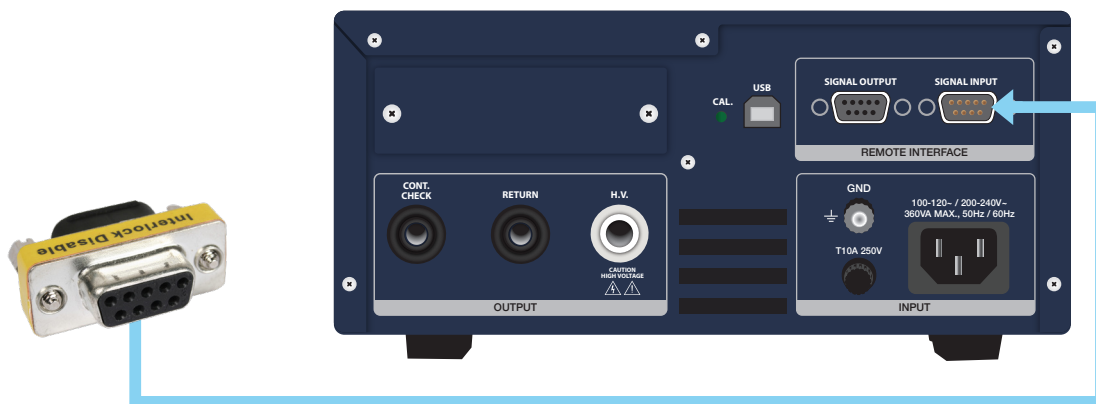 SIGNAL OUTPUT
SIGNAL INPUT
USB
CAL.
REMOTE INTERFACE
CONT.
CHECK
RETURN
H.V.
CAUTION
HIGH VOLTAGE
OUTPUT
GND
100-120~ / 200-240V~
360VA MAX., 50Hz / 60Hz
T10A 250V
INPUT
Interlock Disable